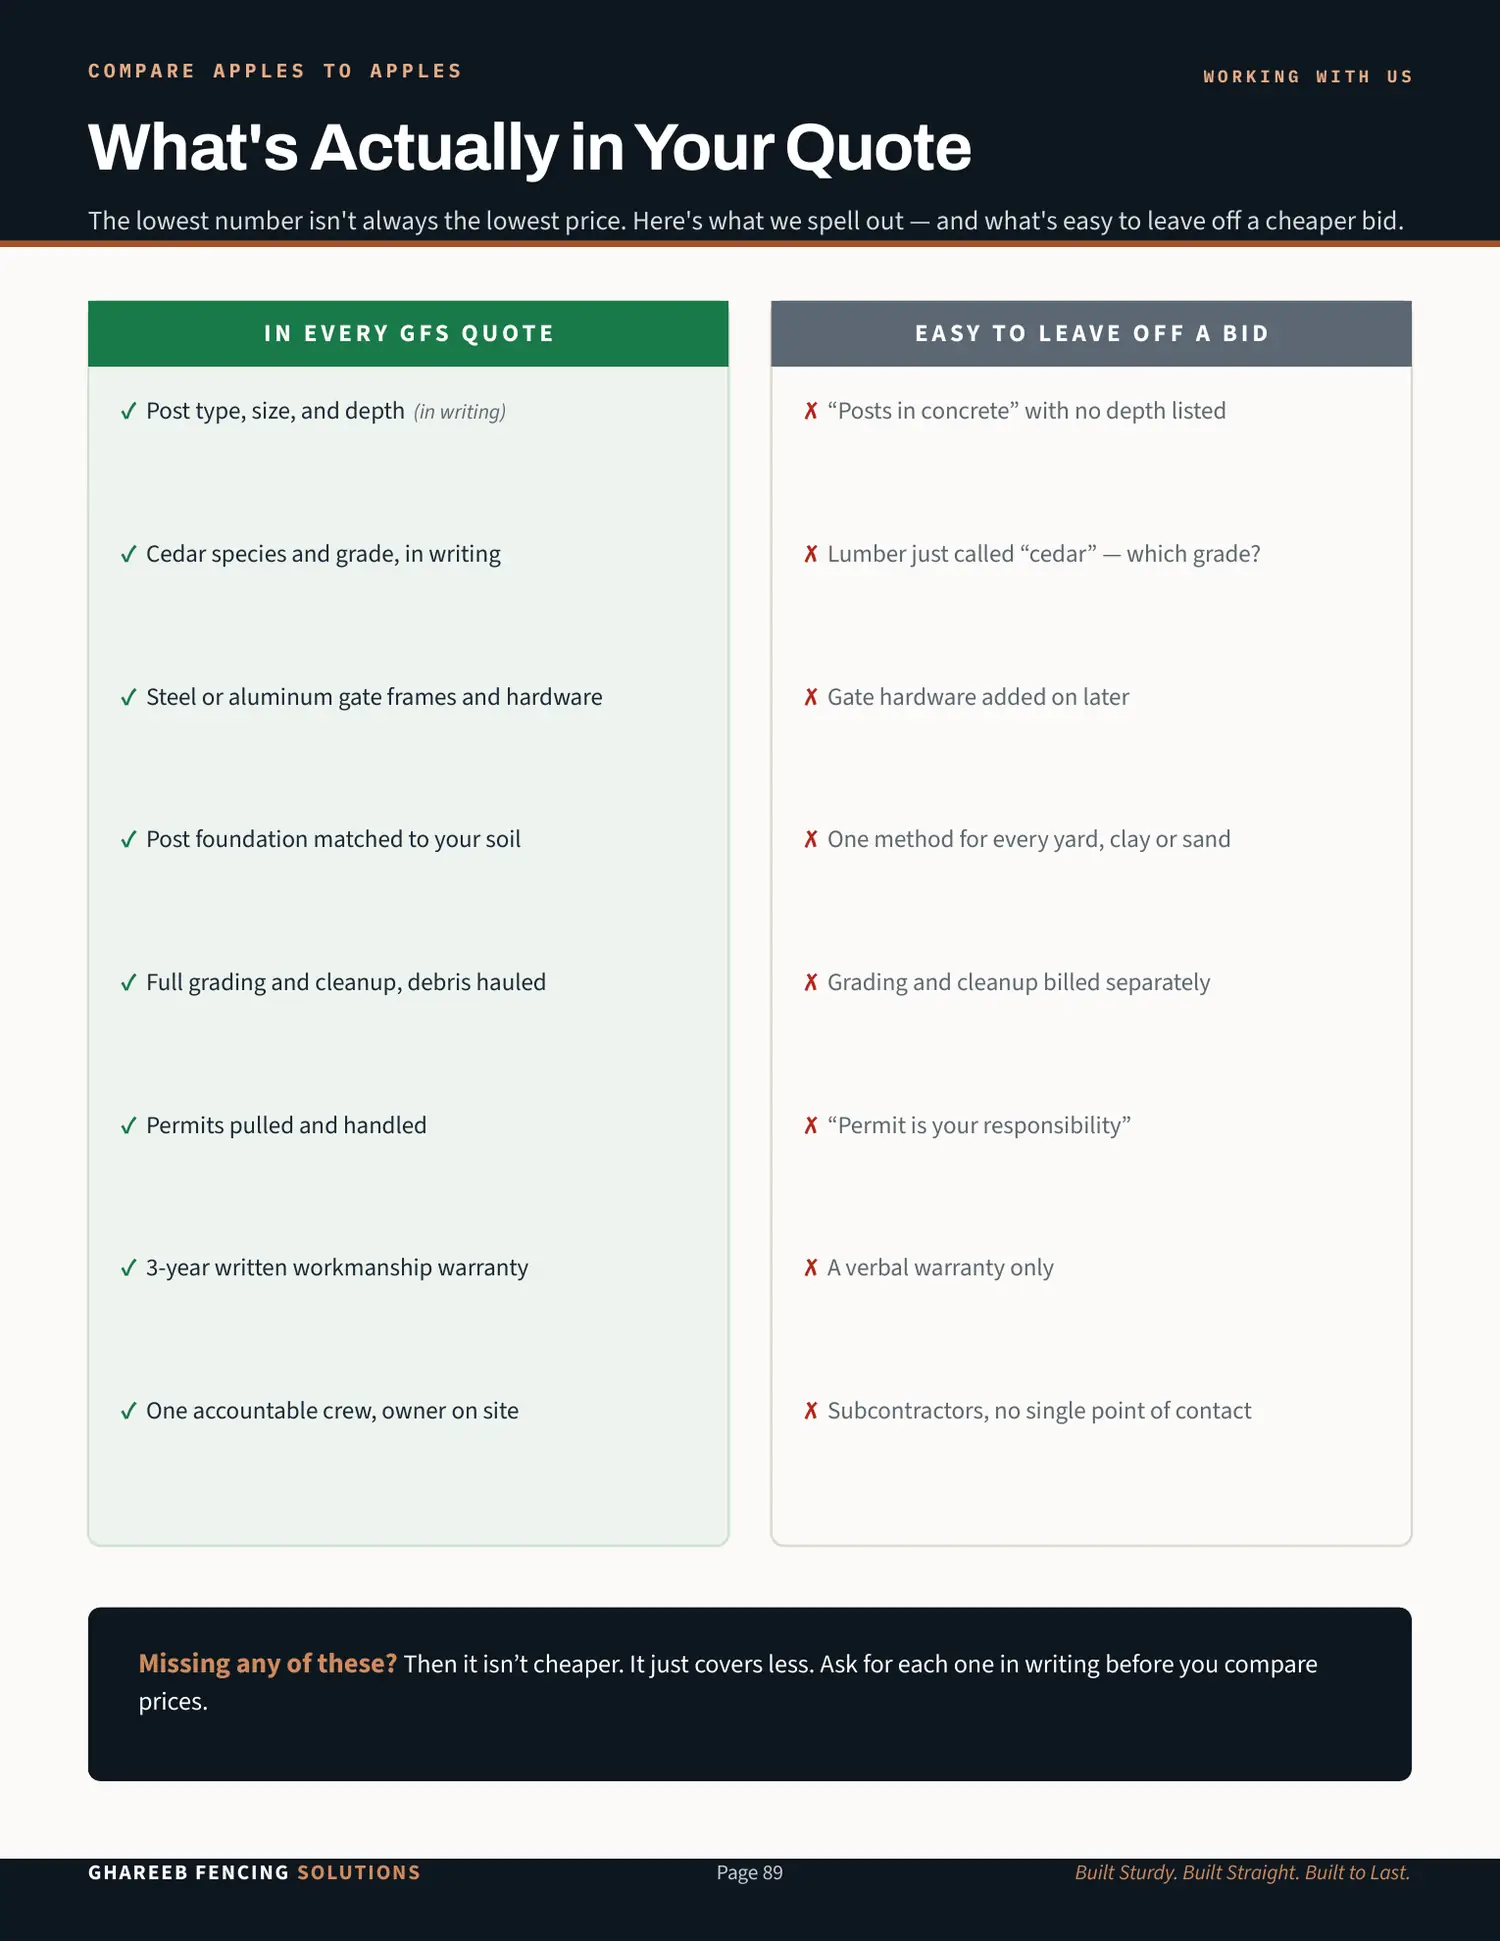 COMPARE APPLES TO APPLES
WORKING WITH US
What's Actually in Your Quote
The lowest number isn't always the lowest price. Here's what we spell out — and what's easy to leave off a cheaper bid.
IN EVERY GFS QUOTE
✓ Post type, size, and depth (in writing)
✓ Cedar species and grade, in writing
✓ Steel or aluminum gate frames and hardware
✓ Post foundation matched to your soil
✓ Full grading and cleanup, debris hauled
✓ Permits pulled and handled
✓ 3-year written workmanship warranty
✓ One accountable crew, owner on site
EASY TO LEAVE OFF A BID
✗ “Posts in concrete” with no depth listed
✗ Lumber just called “cedar” — which grade?
✗ Gate hardware added on later
✗ One method for every yard, clay or sand
✗ Grading and cleanup billed separately
✗ “Permit is your responsibility”
✗ A verbal warranty only
✗ Subcontractors, no single point of contact
Missing any of these? Then it isn’t cheaper. It just covers less. Ask for each one in writing before you compare
prices.
GHAREEB FENCING SOLUTIONS
Page 89
Built Sturdy. Built Straight. Built to Last.